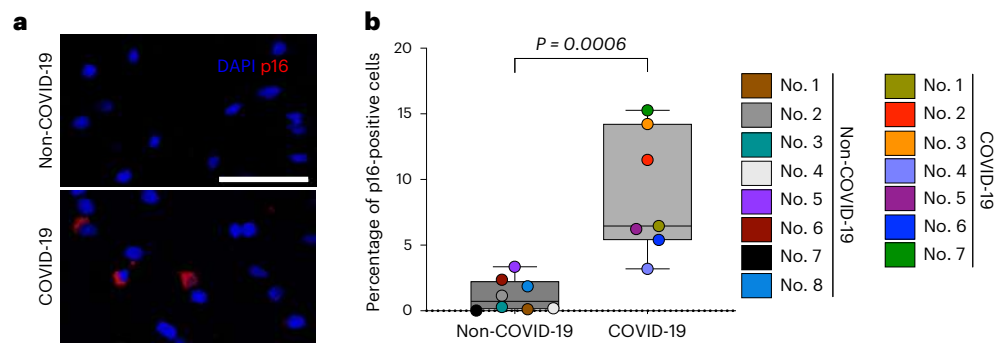 a
Non-COVID-19
DAPI p16
COVID-19
b
Percentage of p16-positive cells
20
15
10
5
0
P = 0.0006
Non-COVID-19
COVID-19
No. 1
No. 2
No. 3
No. 4
No. 5
No. 6
No. 7
No. 8
Non-COVID-19
No. 1
No. 2
No. 3
No. 4
No. 5
No. 6
No. 7
COVID-19